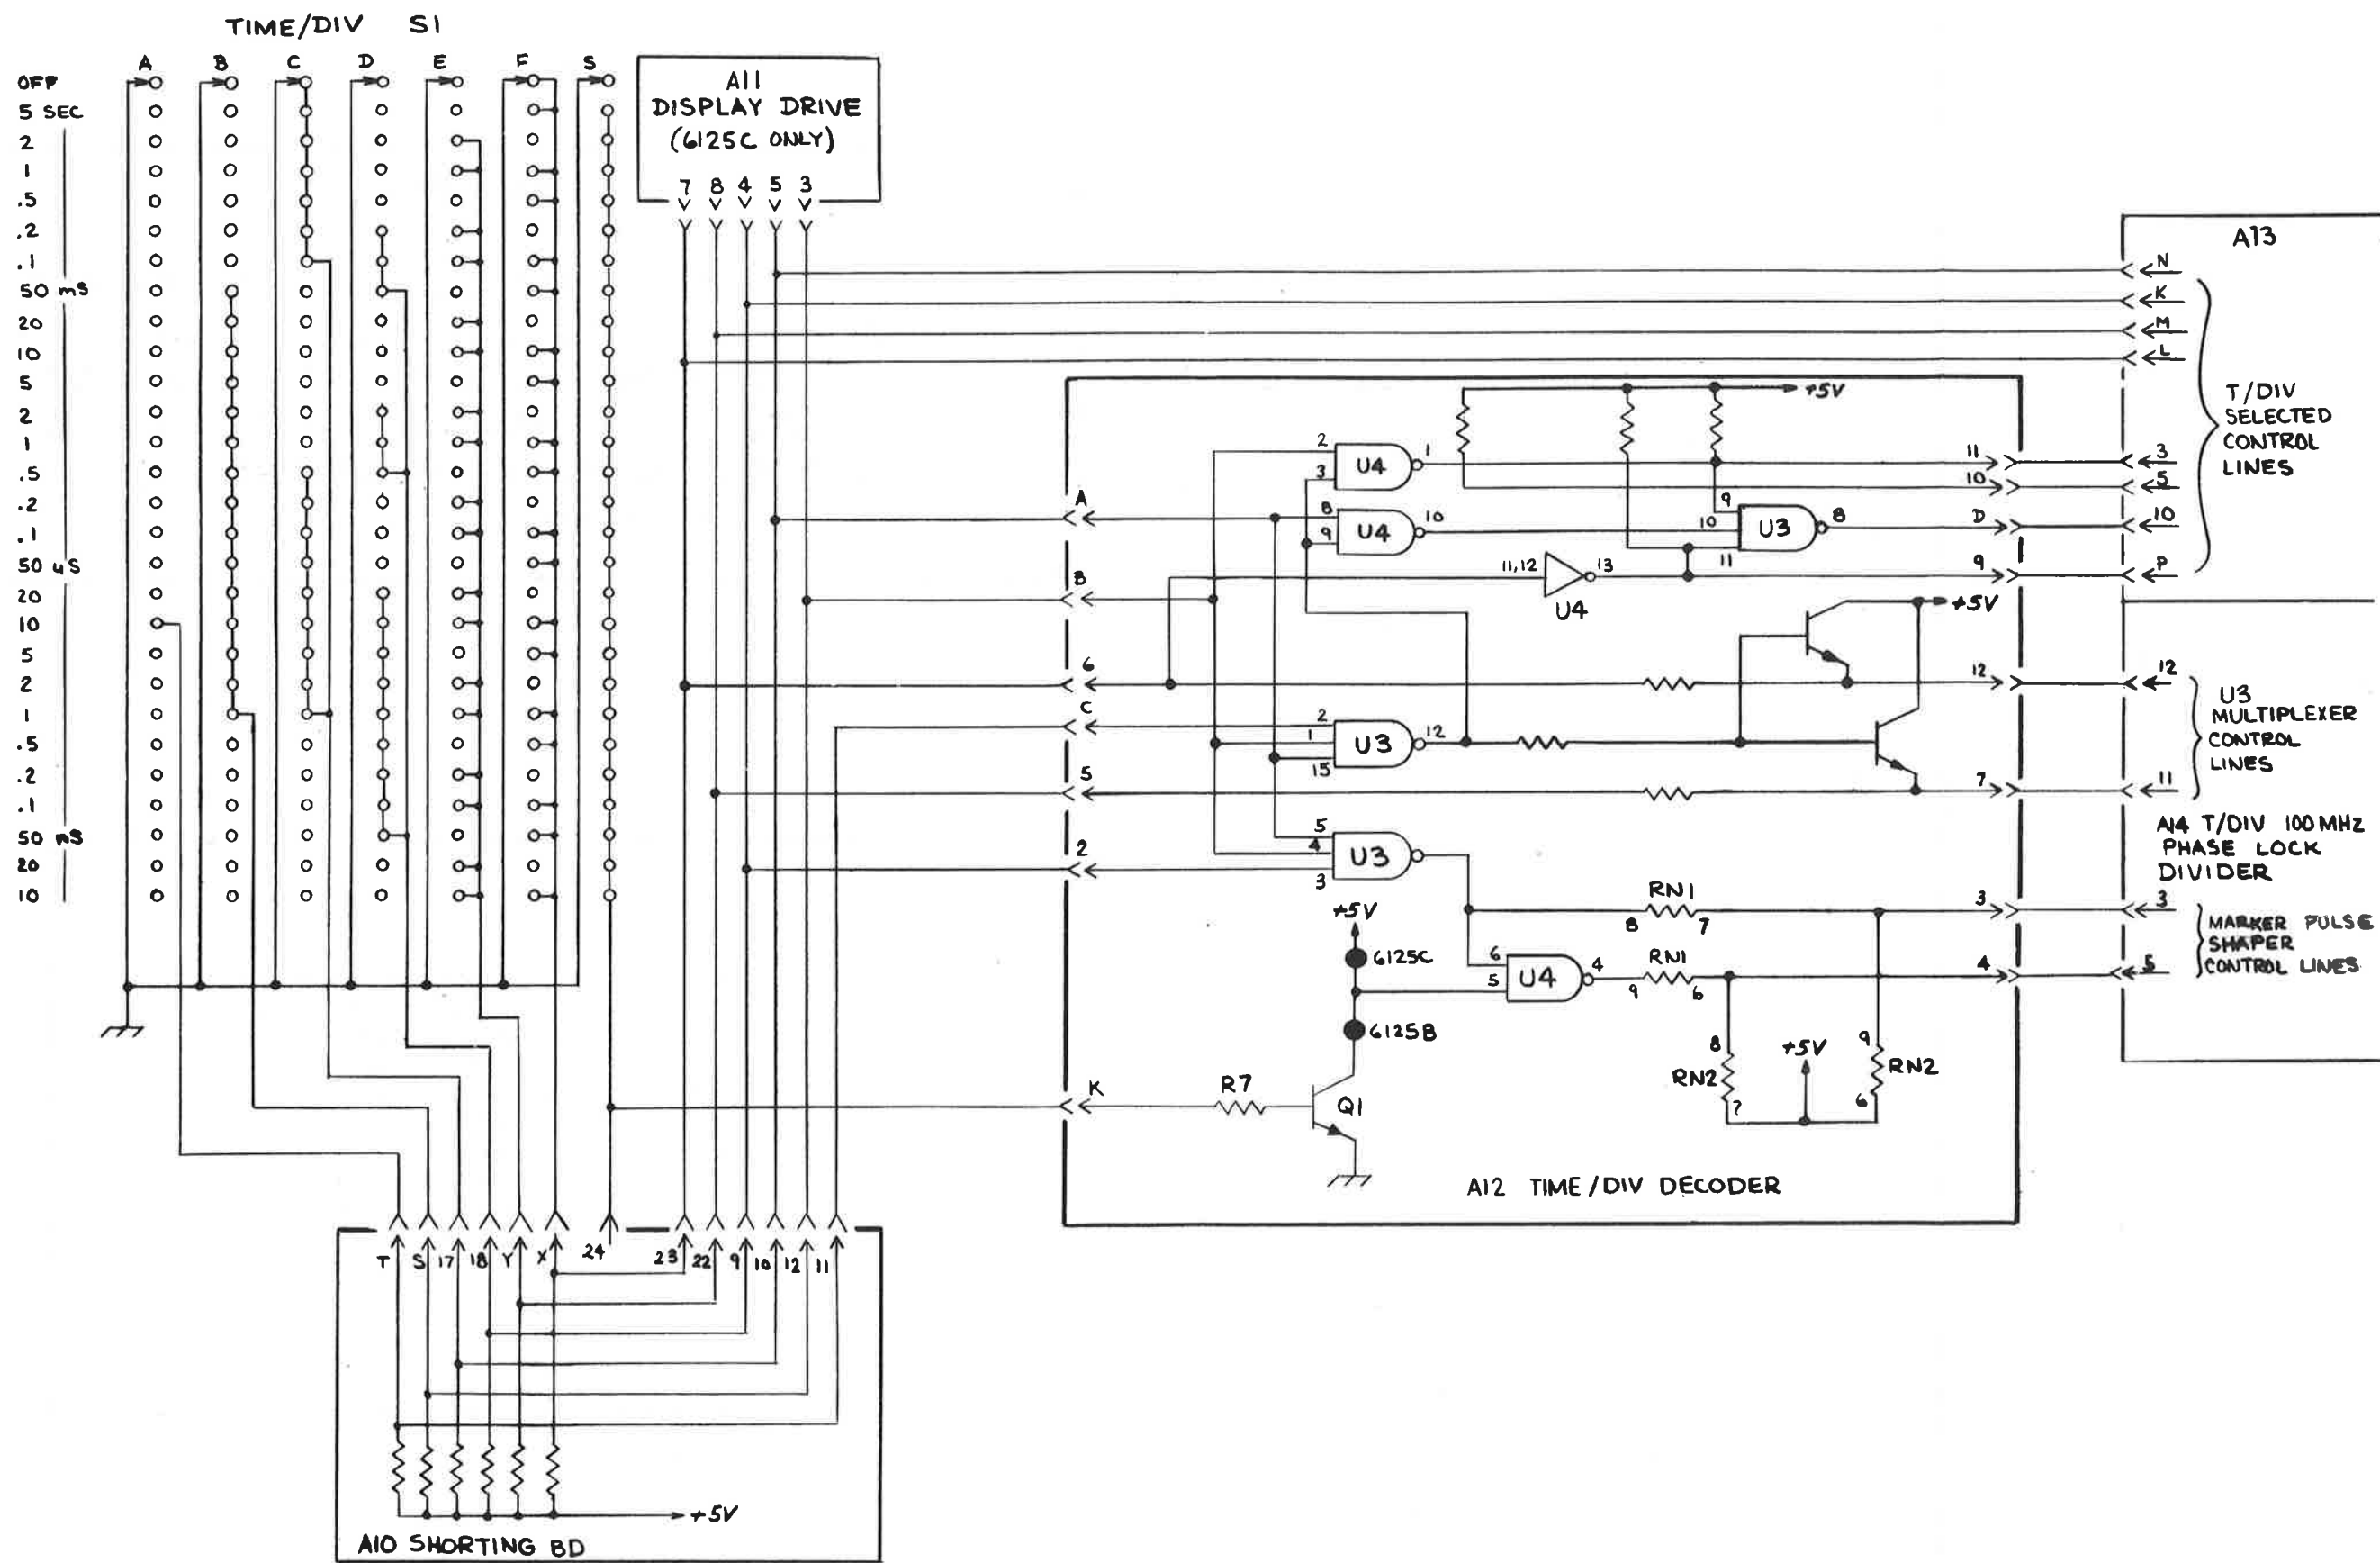 TIME/DIV S1
A B C D E F S
OFF
5 SEC
2
1
.5
.2
.1
50 mS
20
10
5
2
1
.5
.2
.1
50 uS
20
10
5
2
1
.5
.2
.1
50 nS
20
10
A11
DISPLAY DRIVE
(6125C ONLY)
7 8 4 5 3
A13
N
K
M
L
T/DIV
SELECTED
CONTROL
LINES
3
5
10
P
+5V
2
3
U4
1
11
10
A
8
9
U4
10
9
10
11
U3
8
D
B
11,12
13
U4
9
+5V
6
12
12
C
2
1
15
U3
12
U3
MULTIPLEXER
CONTROL
LINES
5
7
11
A14 T/DIV 100MHZ
PHASE LOCK
DIVIDER
2
5
4
3
U3
RN1
8 7
3
3
MARKER PULSE
SHAPER
CONTROL LINES
+5V
6125C
6
5
U4
4
RN1
9 6
4
5
6125B
8
RN2
7
+5V
9
RN2
6
K
R7
Q1
A12 TIME/DIV DECODER
T S 17 18 Y X 24 23 22 9 10 12 11
+5V
A10 SHORTING BD